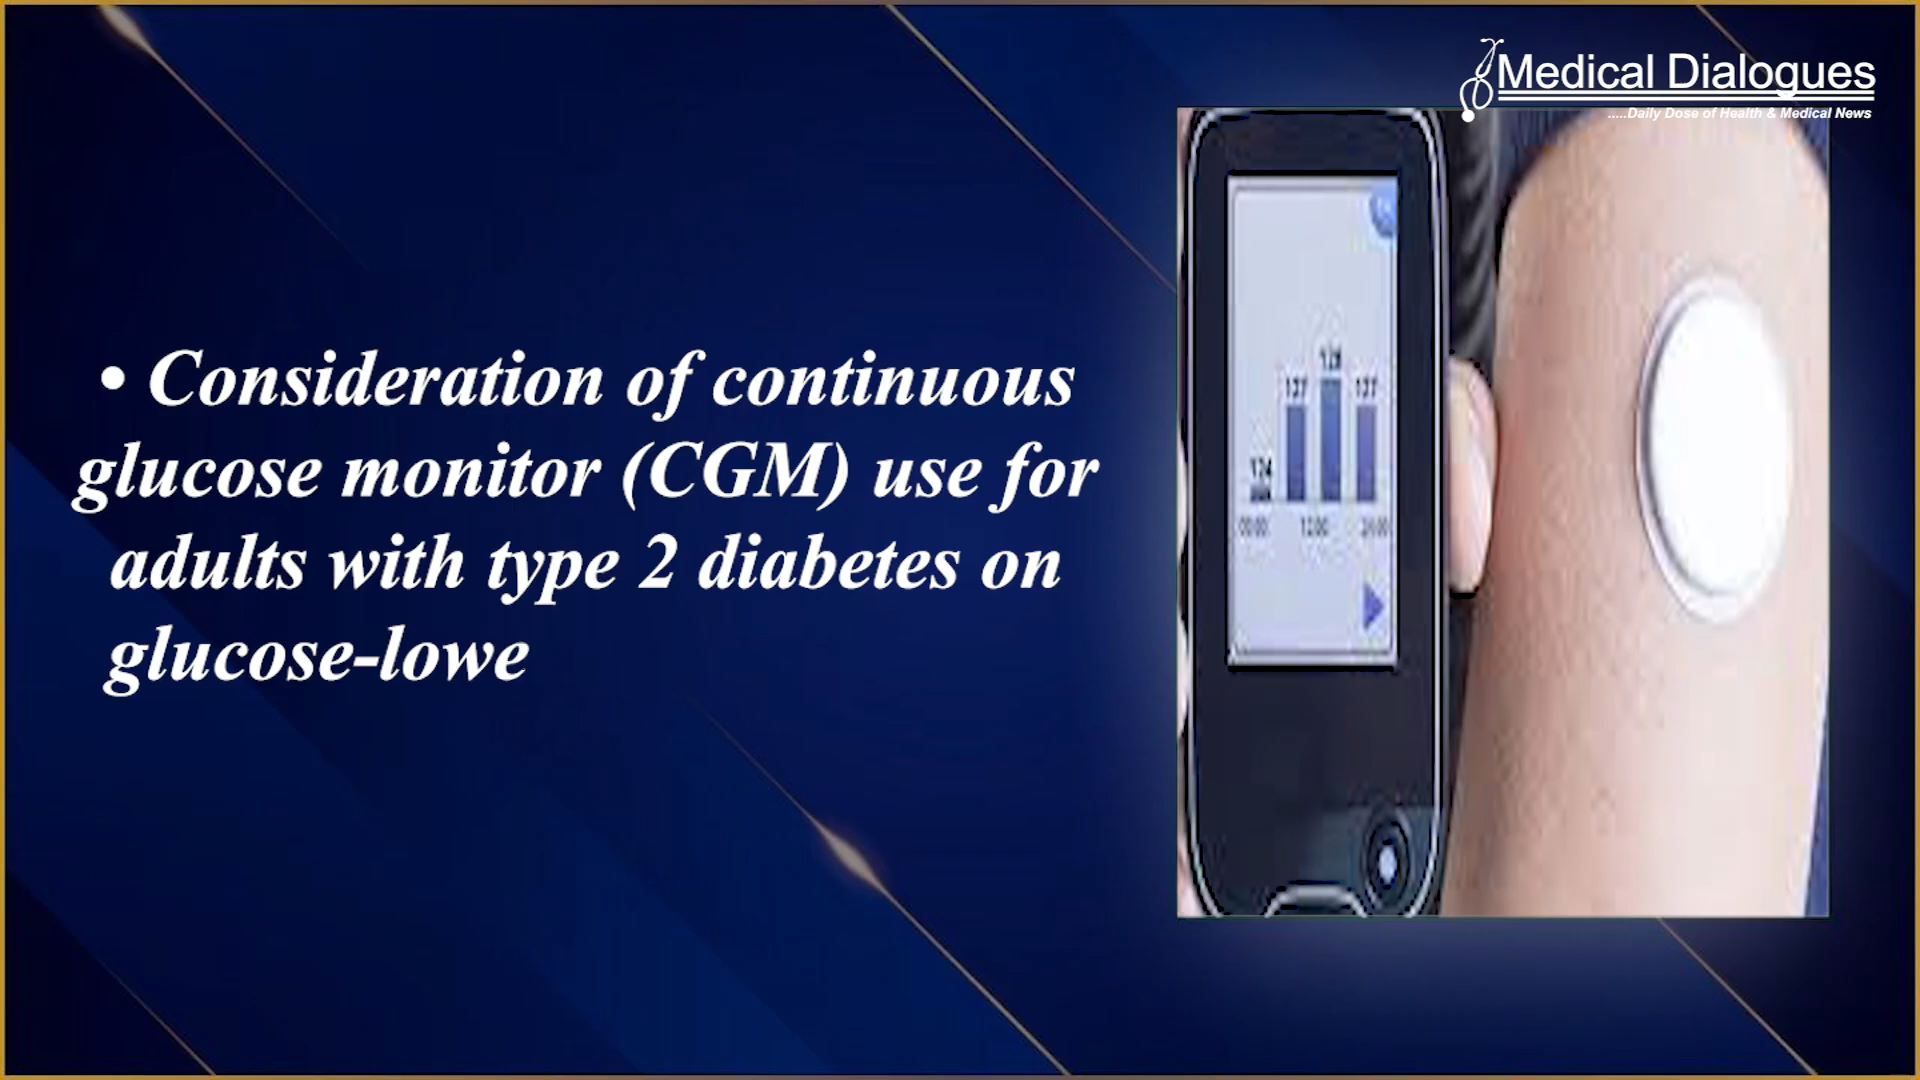 Medical Dialogues
.....Daily Dose of Health & Medical News
• Consideration of continuous
glucose monitor (CGM) use for
adults with type 2 diabetes on
glucose-lowe